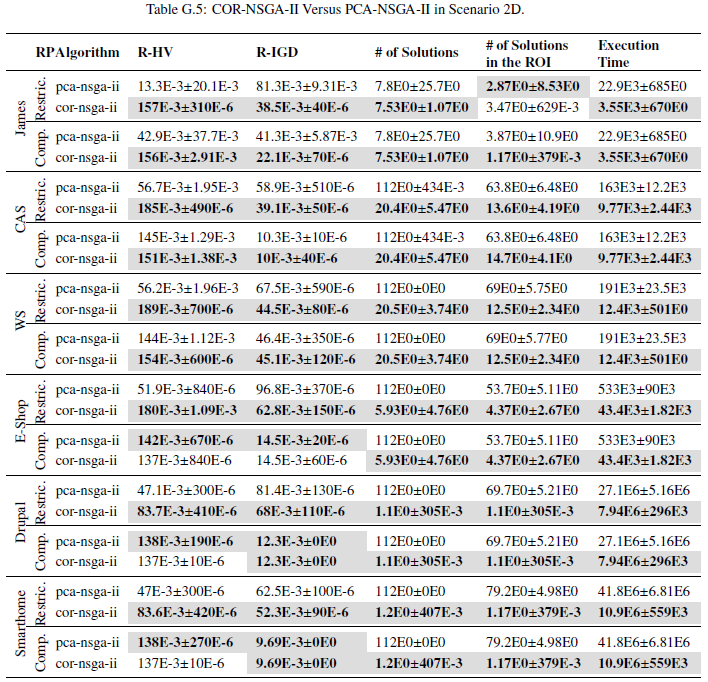 Table G.5: COR-NSGA-II Versus PCA-NSGA-II in Scenario 2D.
RP Algorithm R-HV R-IGD # of Solutions # of Solutions in the ROI Execution Time
James
Restric.
pca-nsga-ii 13.3E-3±20.1E-3 81.3E-3±9.31E-3 7.8E0±25.7E0 2.87E0±8.53E0 22.9E3±685E0
cor-nsga-ii 157E-3±310E-6 38.5E-3±40E-6 7.53E0±1.07E0 3.47E0±629E-3 3.55E3±670E0
Comp.
pca-nsga-ii 42.9E-3±37.7E-3 41.3E-3±5.87E-3 7.8E0±25.7E0 3.87E0±10.9E0 22.9E3±685E0
cor-nsga-ii 156E-3±2.91E-3 22.1E-3±70E-6 7.53E0±1.07E0 1.17E0±379E-3 3.55E3±670E0
CAS
Restric.
pca-nsga-ii 56.7E-3±1.95E-3 58.9E-3±510E-6 112E0±434E-3 63.8E0±6.48E0 163E3±12.2E3
cor-nsga-ii 185E-3±490E-6 39.1E-3±50E-6 20.4E0±5.47E0 13.6E0±4.19E0 9.77E3±2.44E3
Comp.
pca-nsga-ii 145E-3±1.29E-3 10.3E-3±10E-6 112E0±434E-3 63.8E0±6.48E0 163E3±12.2E3
cor-nsga-ii 151E-3±1.38E-3 10E-3±40E-6 20.4E0±5.47E0 14.7E0±4.1E0 9.77E3±2.44E3
WS
Restric.
pca-nsga-ii 56.2E-3±1.96E-3 67.5E-3±590E-6 112E0±0E0 69E0±5.75E0 191E3±23.5E3
cor-nsga-ii 189E-3±700E-6 44.5E-3±80E-6 20.5E0±3.74E0 12.5E0±2.34E0 12.4E3±501E0
Comp.
pca-nsga-ii 144E-3±1.12E-3 46.4E-3±350E-6 112E0±0E0 69E0±5.77E0 191E3±23.5E3
cor-nsga-ii 154E-3±600E-6 45.1E-3±120E-6 20.5E0±3.74E0 12.5E0±2.34E0 12.4E3±501E0
E-Shop
Restric.
pca-nsga-ii 51.9E-3±840E-6 96.8E-3±370E-6 112E0±0E0 53.7E0±5.11E0 533E3±90E3
cor-nsga-ii 180E-3±1.09E-3 62.8E-3±150E-6 5.93E0±4.76E0 4.37E0±2.67E0 43.4E3±1.82E3
Comp.
pca-nsga-ii 142E-3±670E-6 14.5E-3±20E-6 112E0±0E0 53.7E0±5.11E0 533E3±90E3
cor-nsga-ii 137E-3±840E-6 14.5E-3±60E-6 5.93E0±4.76E0 4.37E0±2.67E0 43.4E3±1.82E3
Drupal
Restric.
pca-nsga-ii 47.1E-3±300E-6 81.4E-3±130E-6 112E0±0E0 69.7E0±5.21E0 27.1E6±5.16E6
cor-nsga-ii 83.7E-3±410E-6 68E-3±110E-6 1.1E0±305E-3 1.1E0±305E-3 7.94E6±296E3
Comp.
pca-nsga-ii 138E-3±190E-6 12.3E-3±0E0 112E0±0E0 69.7E0±5.21E0 27.1E6±5.16E6
cor-nsga-ii 137E-3±10E-6 12.3E-3±0E0 1.1E0±305E-3 1.1E0±305E-3 7.94E6±296E3
Smarthome
Restric.
pca-nsga-ii 47E-3±300E-6 62.5E-3±100E-6 112E0±0E0 79.2E0±4.98E0 41.8E6±6.81E6
cor-nsga-ii 83.6E-3±420E-6 52.3E-3±90E-6 1.2E0±407E-3 1.17E0±379E-3 10.9E6±559E3
Comp.
pca-nsga-ii 138E-3±270E-6 9.69E-3±0E0 112E0±0E0 79.2E0±4.98E0 41.8E6±6.81E6
cor-nsga-ii 137E-3±10E-6 9.69E-3±0E0 1.2E0±407E-3 1.17E0±379E-3 10.9E6±559E3